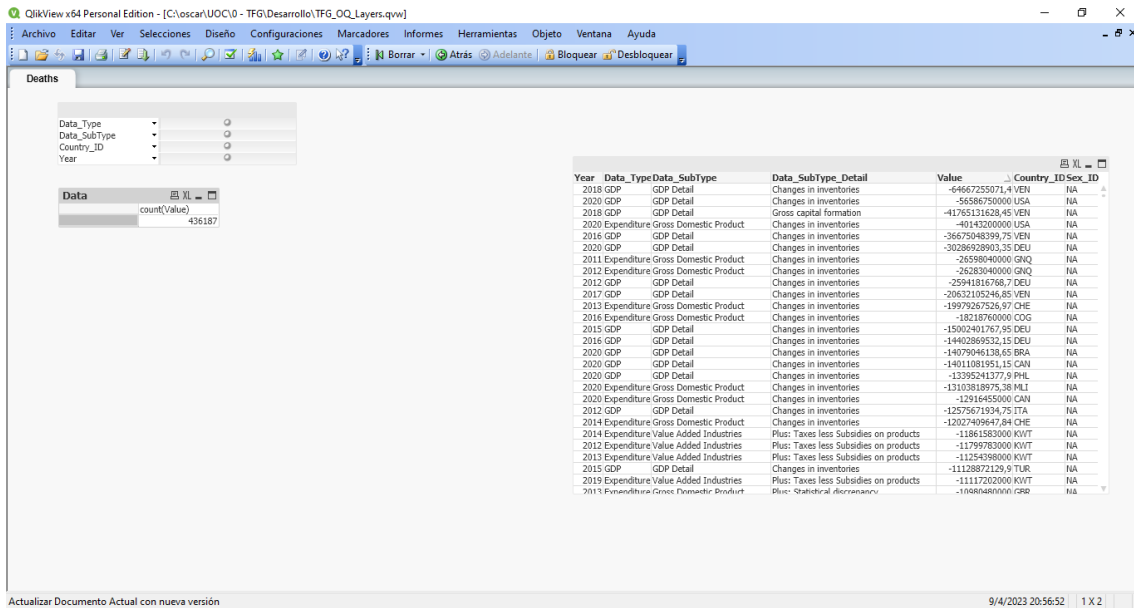 QlikView x64 Personal Edition - [C:\oscar\UOC\0 - TFG\Desarrollo\TFG_OQ_Layers.qvw]
Archivo Editar Ver Selecciones Diseño Configuraciones Marcadores Informes Herramientas Objeto Ventana Ayuda
Borrar Atrás Adelante Bloquear Desbloquear
Deaths
Data_Type
Data_SubType
Country_ID
Year
Data XL
count(Value)
436187
XL
Year Data_Type Data_SubType Data_SubType_Detail Value Country_ID Sex_ID
2018 GDP GDP Detail Changes in inventories -64667255071,4 VEN NA
2020 GDP GDP Detail Changes in inventories -56586750000 USA NA
2018 GDP GDP Detail Gross capital formation -41765131628,45 VEN NA
2020 Expenditure Gross Domestic Product Changes in inventories -40143200000 USA NA
2016 GDP GDP Detail Changes in inventories -36675048399,75 VEN NA
2020 GDP GDP Detail Changes in inventories -30286928903,35 DEU NA
2011 Expenditure Gross Domestic Product Changes in inventories -26598040000 GNQ NA
2012 Expenditure Gross Domestic Product Changes in inventories -26283040000 GNQ NA
2012 GDP GDP Detail Changes in inventories -25941816768,7 DEU NA
2017 GDP GDP Detail Changes in inventories -20632105246,85 VEN NA
2013 Expenditure Gross Domestic Product Changes in inventories -19979267526,97 CHE NA
2016 Expenditure Gross Domestic Product Changes in inventories -18218760000 COG NA
2015 GDP GDP Detail Changes in inventories -15002401767,95 DEU NA
2016 GDP GDP Detail Changes in inventories -14402869532,15 DEU NA
2020 GDP GDP Detail Changes in inventories -14079046138,65 BRA NA
2020 GDP GDP Detail Changes in inventories -14011081951,15 CAN NA
2020 GDP GDP Detail Changes in inventories -13395241377,9 PHL NA
2020 Expenditure Gross Domestic Product Changes in inventories -13103818975,38 MLI NA
2020 Expenditure Gross Domestic Product Changes in inventories -12916455000 CAN NA
2012 GDP GDP Detail Changes in inventories -12575671934,75 ITA NA
2014 Expenditure Gross Domestic Product Changes in inventories -12027409647,84 CHE NA
2014 Expenditure Value Added Industries Plus: Taxes less Subsidies on products -11861583000 KWT NA
2012 Expenditure Value Added Industries Plus: Taxes less Subsidies on products -11799783000 KWT NA
2013 Expenditure Value Added Industries Plus: Taxes less Subsidies on products -11254398000 KWT NA
2015 GDP GDP Detail Changes in inventories -11128872129,9 TUR NA
2019 Expenditure Value Added Industries Plus: Taxes less Subsidies on products -11117202000 KWT NA
2013 Expenditure Gross Domestic Product Plus: Statistical discrepancy -10980480000 GBR NA
Actualizar Documento Actual con nueva versión 9/4/2023 20:56:52 1 X 2